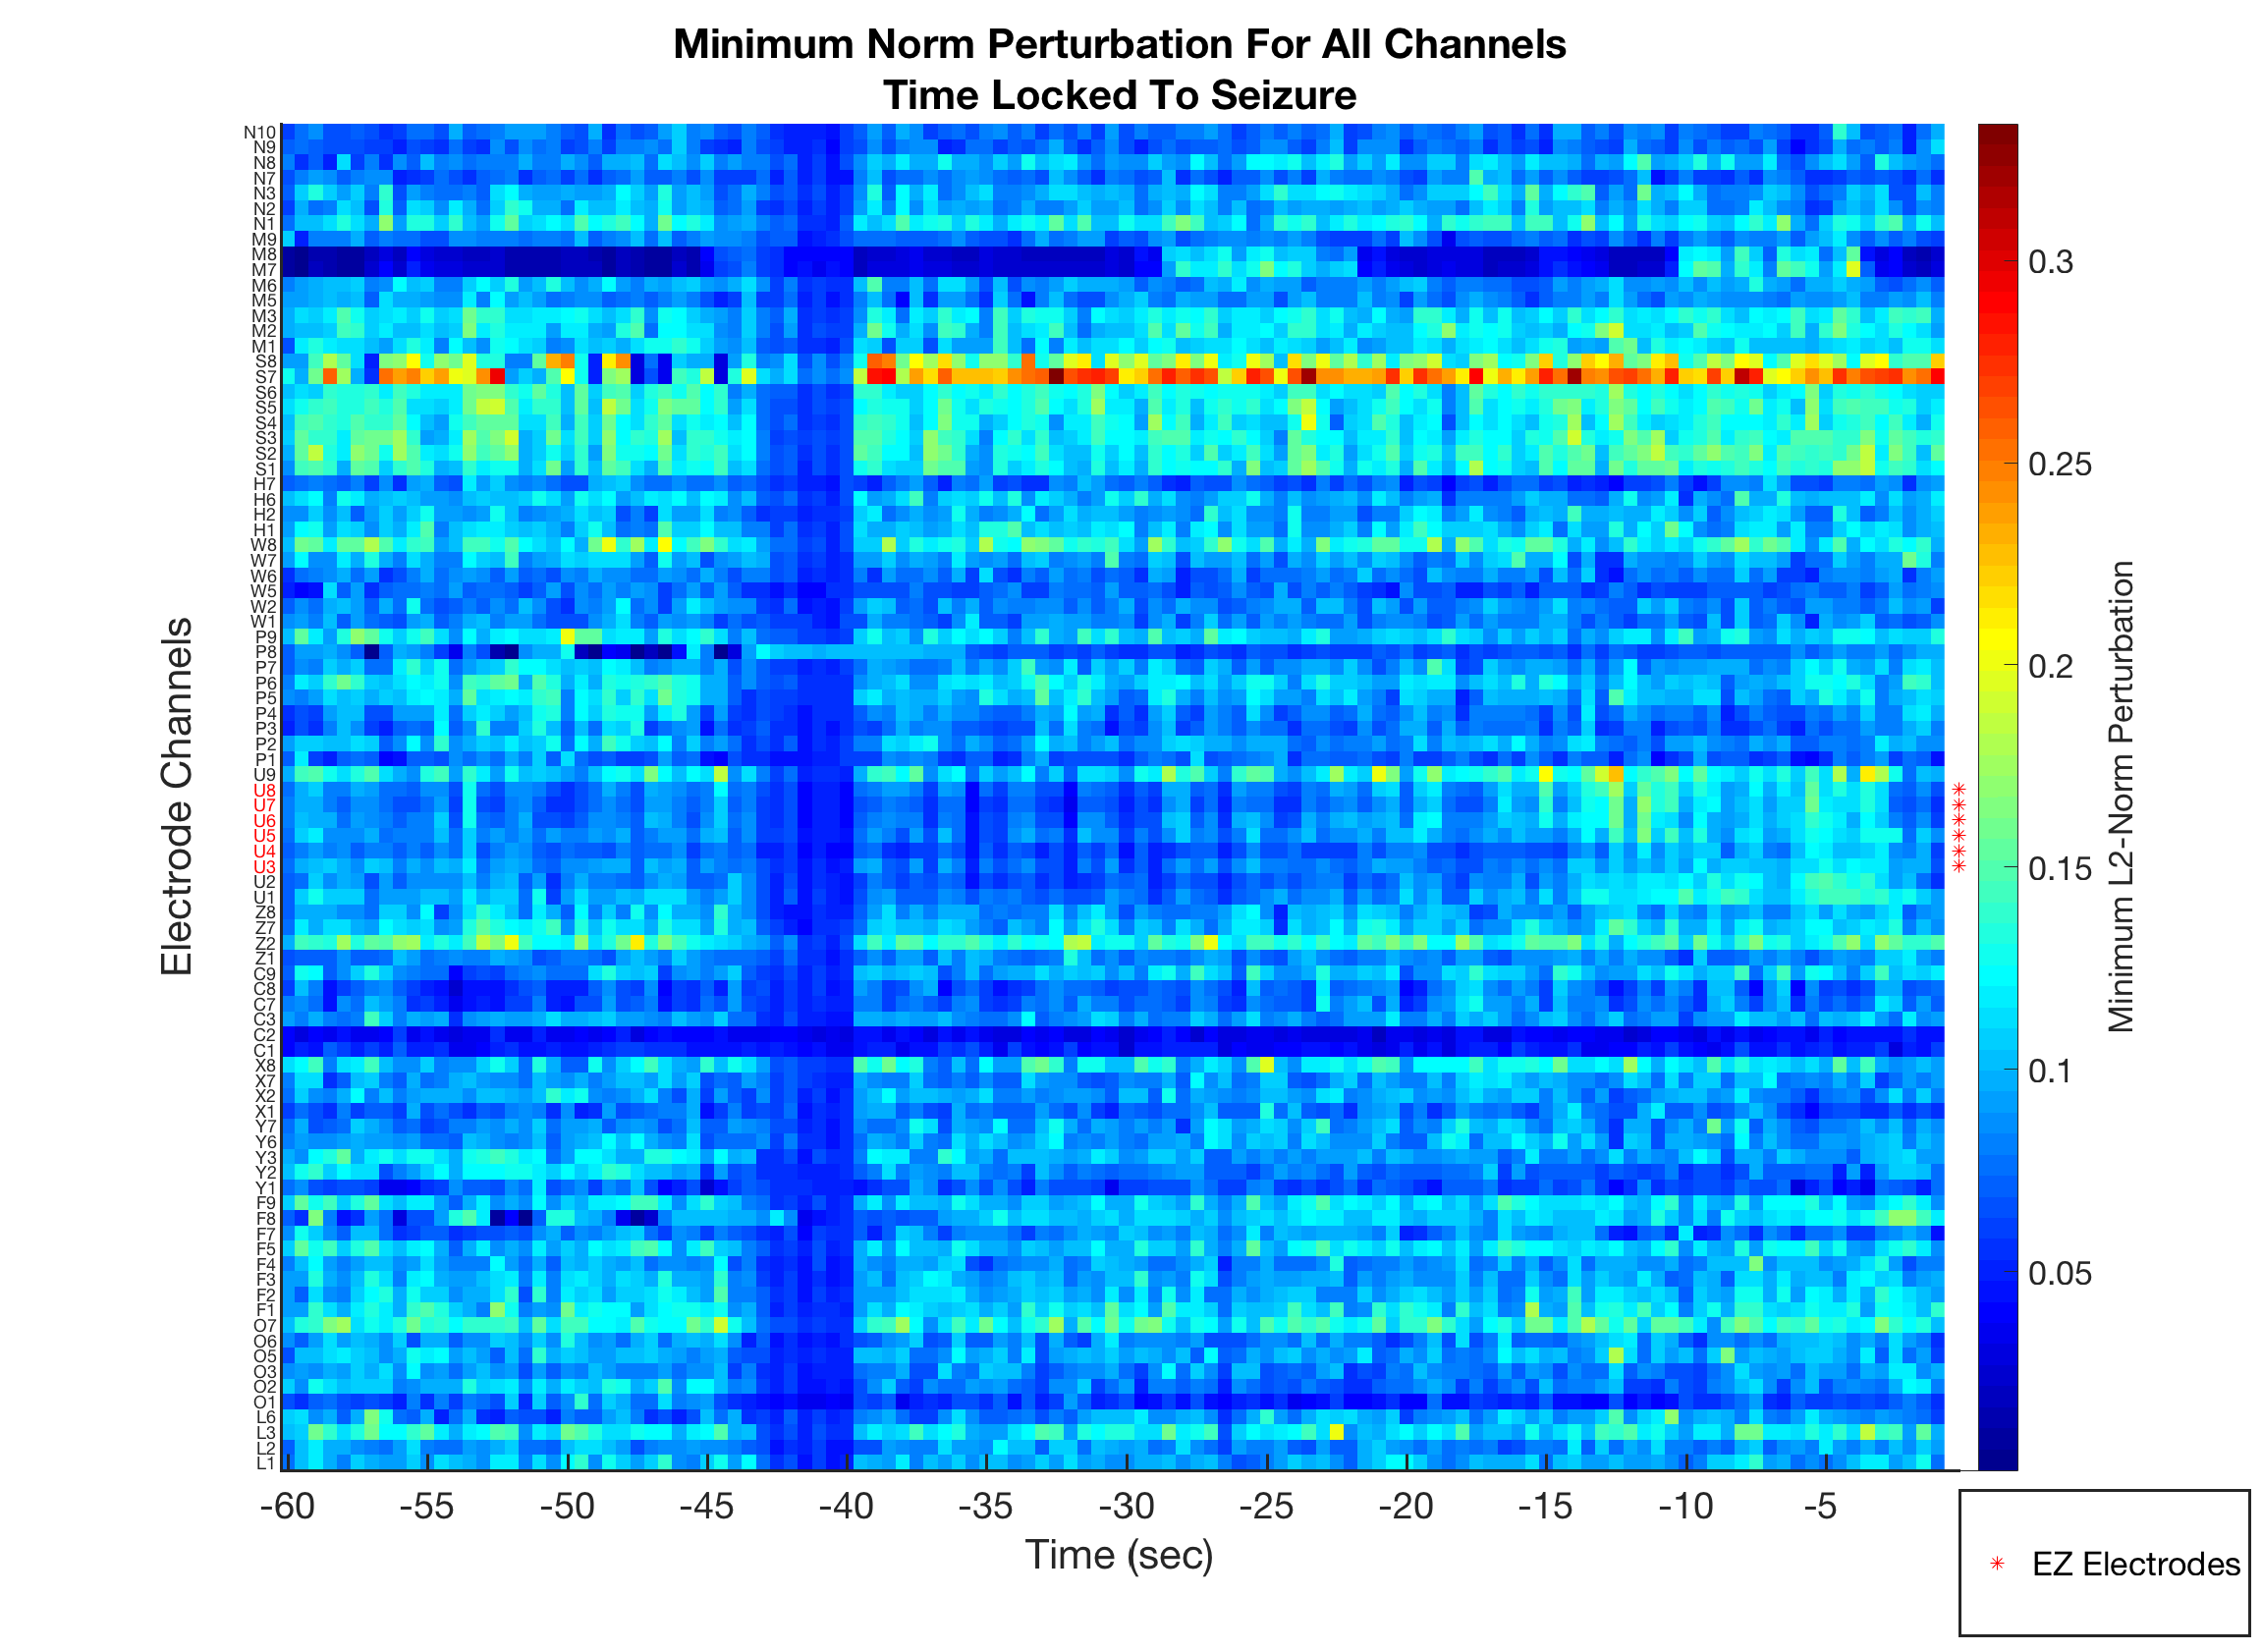 Minimum Norm Perturbation For All Channels
Time Locked To Seizure
N10
N9
N8
N7
N3
N2
N1
M9
M8
M7
M6
M5
M3
M2
M1
S8
S7
S6
S5
S4
S3
S2
S1
H7
H6
H2
H1
W8
W7
W6
W5
W2
W1
P9
P8
P7
P6
P5
P4
P3
P2
P1
U9
U8
U7
U6
U5
U4
U3
U2
U1
Z8
Z7
Z2
Z1
C9
C8
C7
C3
C2
C1
X8
X7
X2
X1
Y7
Y6
Y3
Y2
Y1
F9
F8
F7
F5
F4
F3
F2
F1
O7
O6
O5
O3
O2
O1
L6
L3
L2
L1
Electrode Channels
-60 -55 -50 -45 -40 -35 -30 -25 -20 -15 -10 -5
Time (sec)
0.3
0.25
0.2
0.15
0.1
0.05
Minimum L2-Norm Perturbation
EZ Electrodes